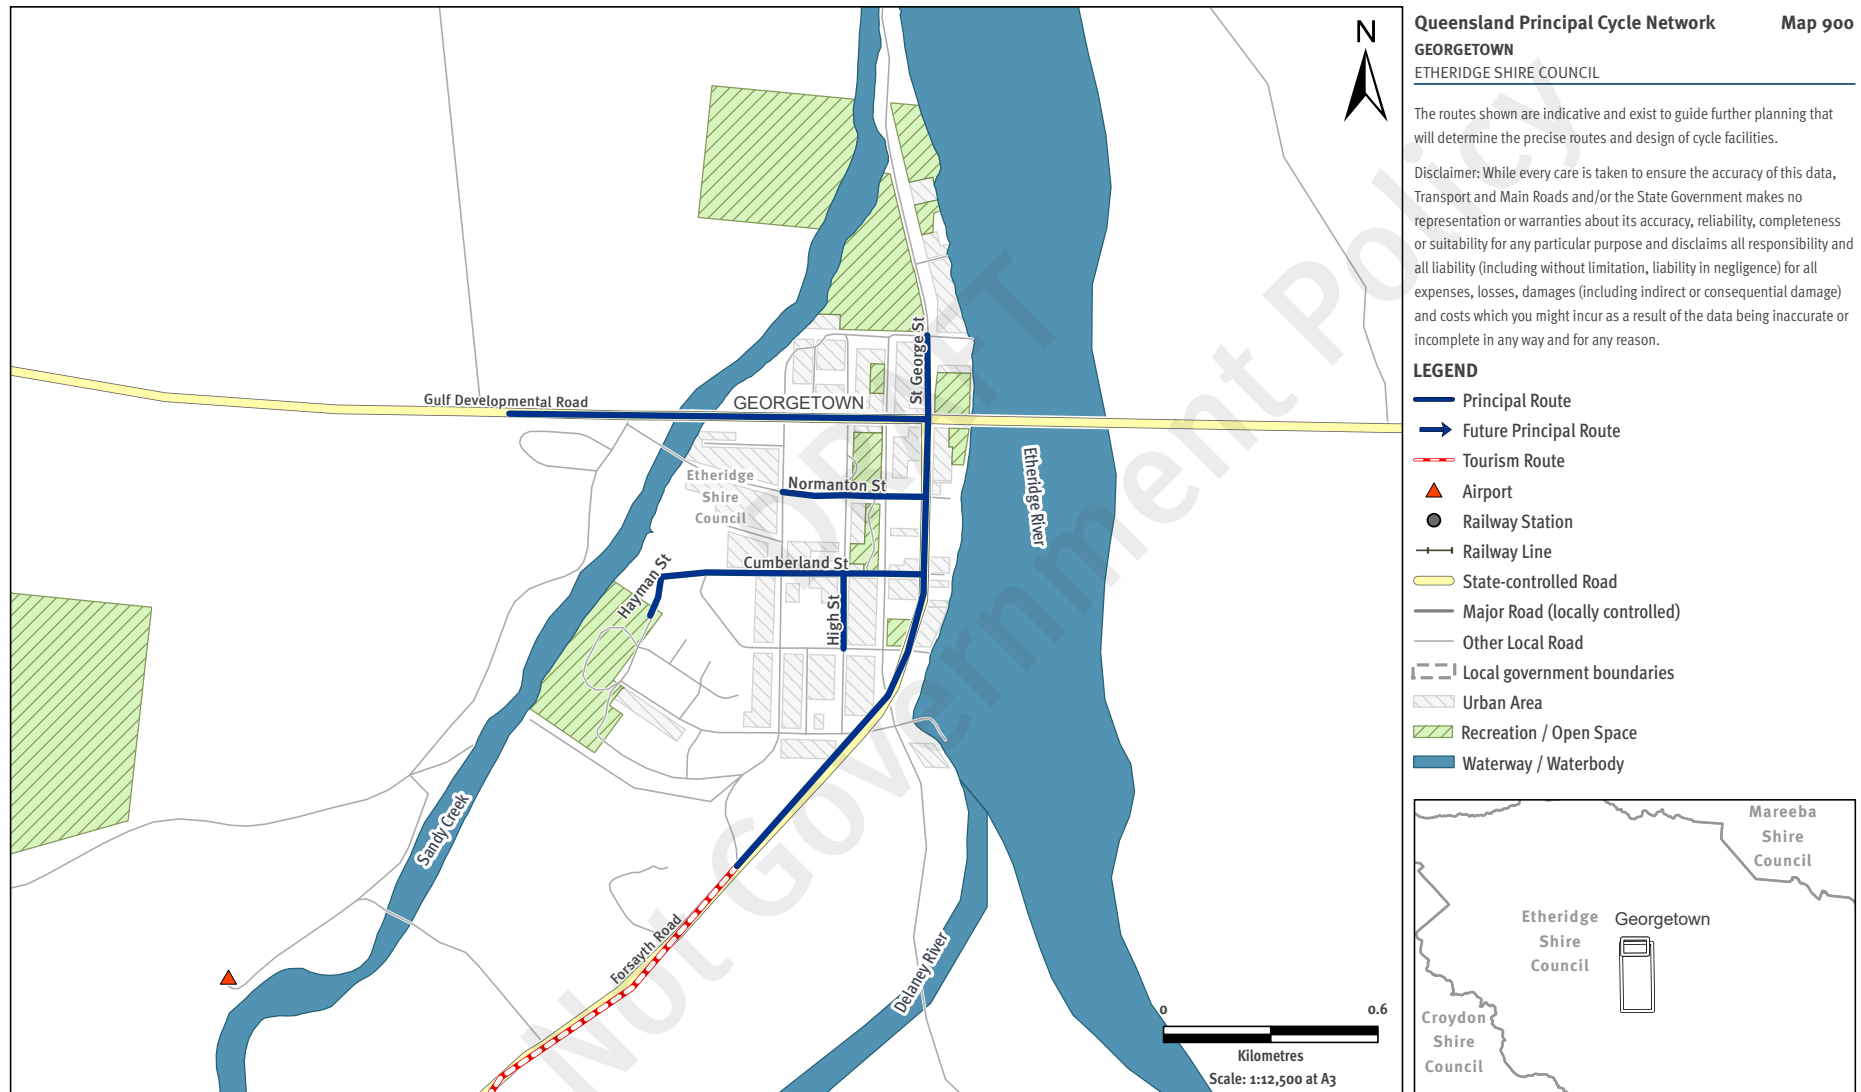 Queensland Principal Cycle Network Map 900
GEORGETOWN
ETHERIDGE SHIRE COUNCIL
The routes shown are indicative and exist to guide further planning that
will determine the precise routes and design of cycle facilities.
Disclaimer: While every care is taken to ensure the accuracy of this data,
Transport and Main Roads and/or the State Government makes no
representation or warranties about its accuracy, reliability, completeness
or suitability for any particular purpose and disclaims all responsibility and
all liability (including without limitation, liability in negligence) for all
expenses, losses, damages (including indirect or consequential damage)
and costs which you might incur as a result of the data being inaccurate or
incomplete in any way and for any reason.
LEGEND
Principal Route
Future Principal Route
Tourism Route
Airport
Railway Station
Railway Line
State-controlled Road
Major Road (locally controlled)
Other Local Road
Local government boundaries
Urban Area
Recreation / Open Space
Waterway / Waterbody
N
St George St
Gulf Developmental Road
GEORGETOWN
Etheridge
Shire
Council
Normanton St
Etheridge River
Cumberland St
Hayman St
High St
Sandy Creek
Forsayth Road
Delaney River
0 0.6
Kilometres
Scale: 1:12,500 at A3
Mareeba
Shire
Council
Etheridge
Shire
Council
Georgetown
Croydon
Shire
Council
DRAFT
Not Government Policy